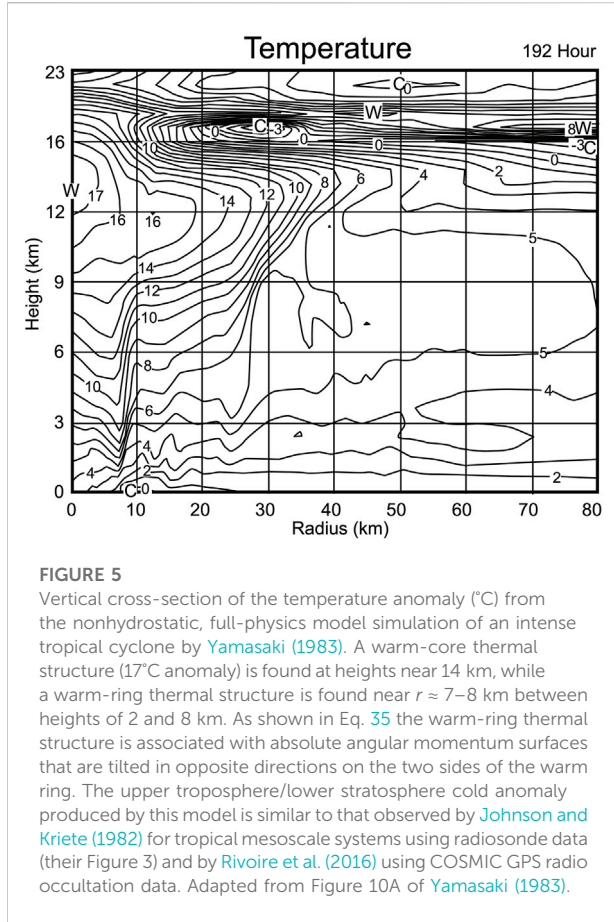 Temperature
192 Hour
23
C 0
W
0 C -3 8W
10 0 0 -3C
16
0
17 14 12 10 8 6 4 2
W
16 16
12
5
14
9
12
10
8
6
5
10
6 4
3
4
4 2 2
0
C 0
0 10 20 30 40 50 60 70 80
Height (km)
Radius (km)
FIGURE 5
Vertical cross-section of the temperature anomaly (°C) from
the nonhydrostatic, full-physics model simulation of an intense
tropical cyclone by Yamasaki (1983). A warm-core thermal
structure (17°C anomaly) is found at heights near 14 km, while
a warm-ring thermal structure is found near r ≈ 7–8 km between
heights of 2 and 8 km. As shown in Eq. 35 the warm-ring thermal
structure is associated with absolute angular momentum surfaces
that are tilted in opposite directions on the two sides of the warm
ring. The upper troposphere/lower stratosphere cold anomaly
produced by this model is similar to that observed by Johnson and
Kriete (1982) for tropical mesoscale systems using radiosonde data
(their Figure 3) and by Rivoire et al. (2016) using COSMIC GPS radio
occultation data. Adapted from Figure 10A of Yamasaki (1983).